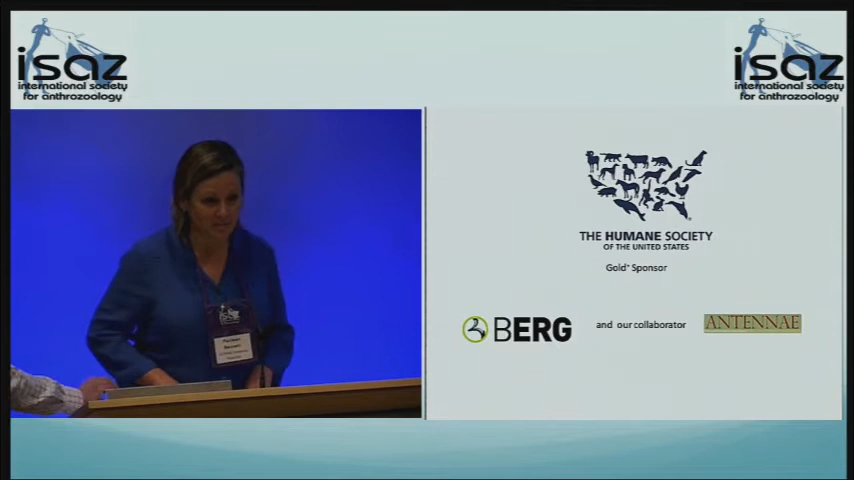 isaz
international society
for anthrozoology
isaz
international society
for anthrozoology
THE HUMANE SOCIETY
OF THE UNITED STATES
Gold+ Sponsor
BERG
and our collaborator
ANTENNAE
isaz